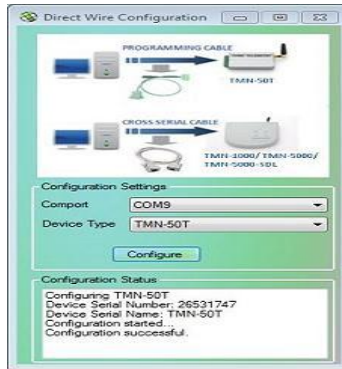 Direct Wire Configuration
PROGRAMMING CABLE
TMN-50T
CROSS SERIAL CABLE
TMN-1000/ TMN-5000/
TMN-5000-SDL
Configuration Settings
Comport
COM9
Device Type
TMN-50T
Configure
Configuration Status
Configuring TMN-50T
Device Serial Number: 26531747
Device Serial Name: TMN-50T
Configuration started...
Configuration successful.